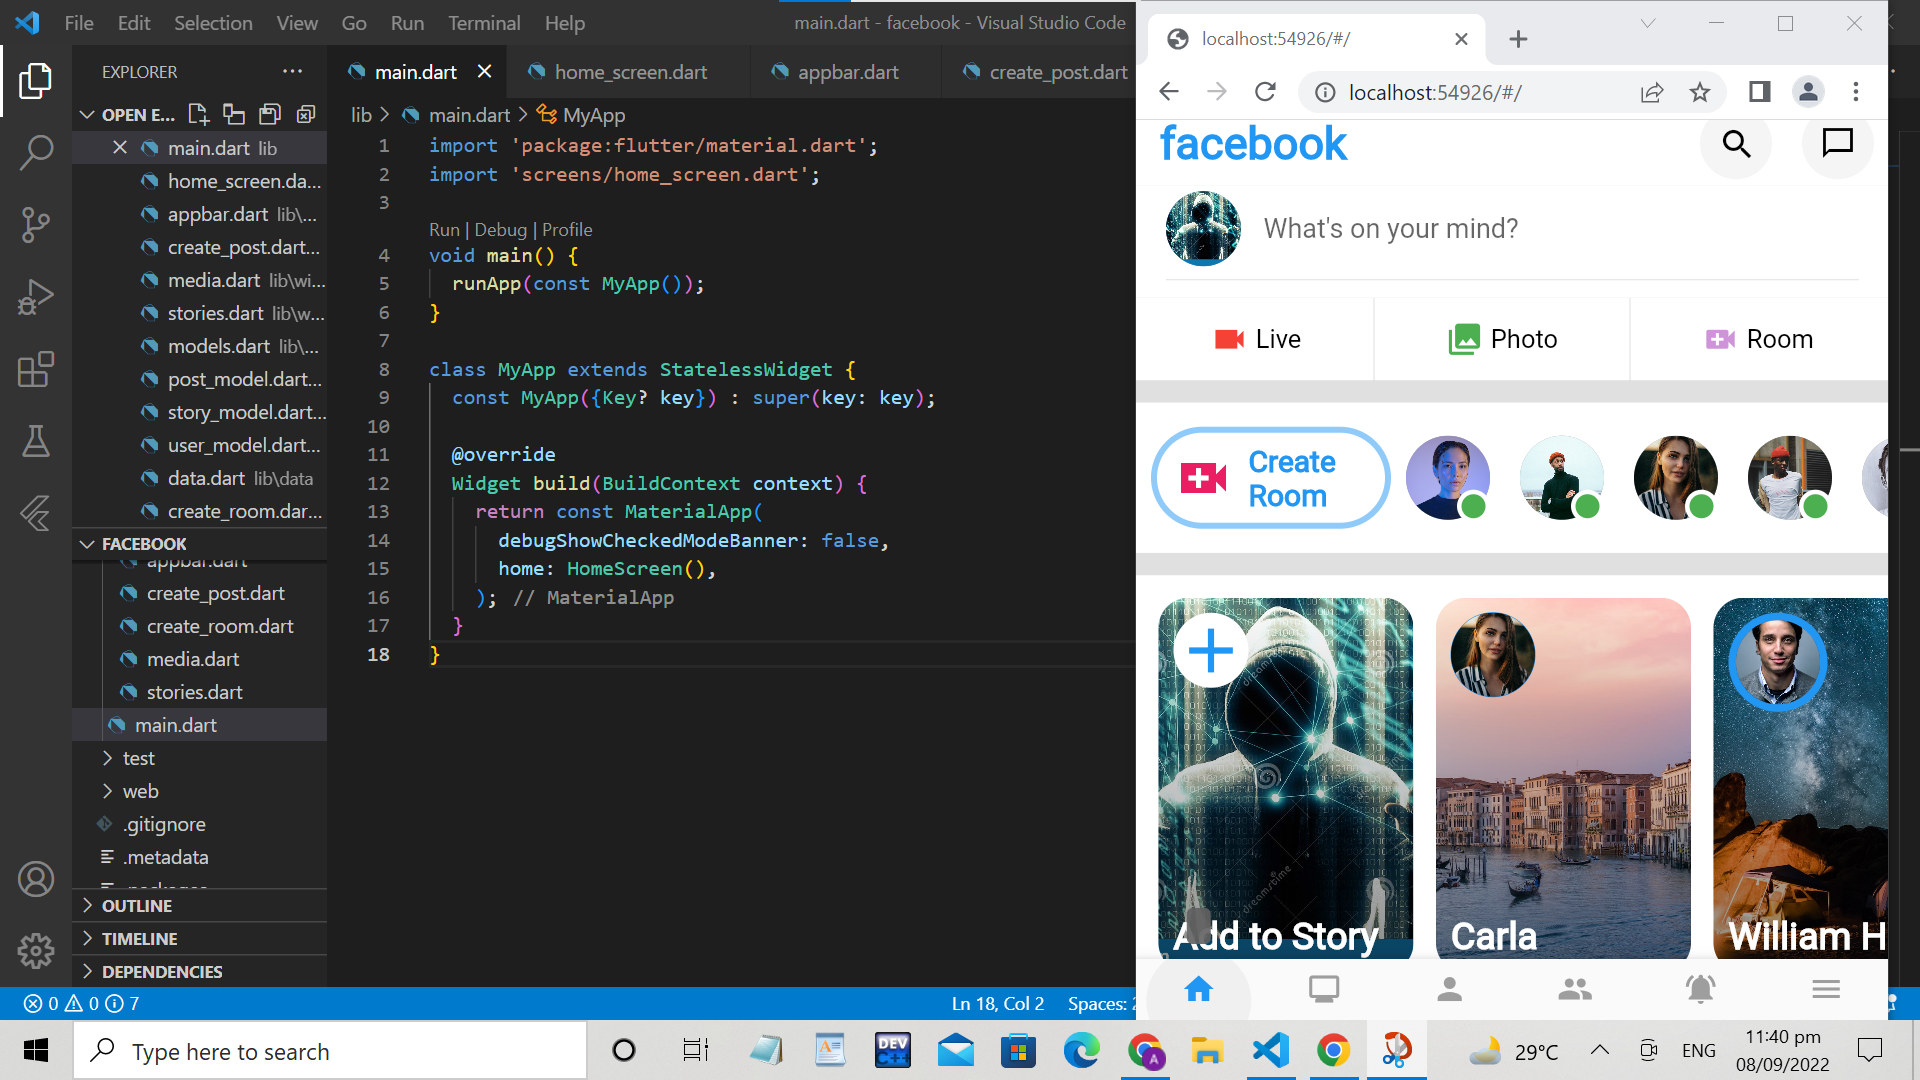 File Edit Selection View Go Run Terminal Help
main.dart - facebook - Visual Studio Code
EXPLORER
OPEN E...
main.dart lib
home_screen.da...
appbar.dart lib\...
create_post.dart...
media.dart lib\wi...
stories.dart lib\w...
models.dart lib\...
post_model.dart...
story_model.dart...
user_model.dart...
data.dart lib\data
create_room.dar...
FACEBOOK
appbar.dart
create_post.dart
create_room.dart
media.dart
stories.dart
main.dart
test
web
.gitignore
.metadata
OUTLINE
TIMELINE
DEPENDENCIES
main.dart home_screen.dart appbar.dart create_post.dart
lib > main.dart > MyApp
1 import 'package:flutter/material.dart';
2 import 'screens/home_screen.dart';
3
Run | Debug | Profile
4 void main() {
5 runApp(const MyApp());
6 }
7
8 class MyApp extends StatelessWidget {
9 const MyApp({Key? key}) : super(key: key);
10
11 @override
12 Widget build(BuildContext context) {
13 return const MaterialApp(
14 debugShowCheckedModeBanner: false,
15 home: HomeScreen(),
16 ); // MaterialApp
17 }
18 }
0 0 7
Ln 18, Col 2 Spaces: 2
localhost:54926/#/
localhost:54926/#/
facebook
What's on your mind?
Live Photo Room
Create
Room
Add to Story Carla William H
Type here to search
DEV
C++
A
29°C
ENG
11:40 pm
08/09/2022